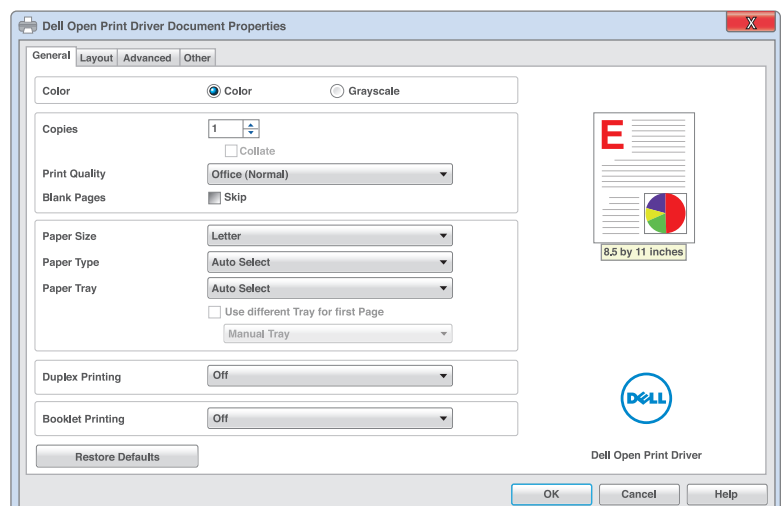 Dell Open Print Driver Document Properties
X
General Layout Advanced Other
Color Color Grayscale
Copies 1
Collate
Print Quality Office (Normal)
Blank Pages Skip
Paper Size Letter
Paper Type Auto Select
Paper Tray Auto Select
Use different Tray for first Page
Manual Tray
Duplex Printing Off
Booklet Printing Off
Restore Defaults
E
8.5 by 11 inches
DELL
Dell Open Print Driver
OK Cancel Help